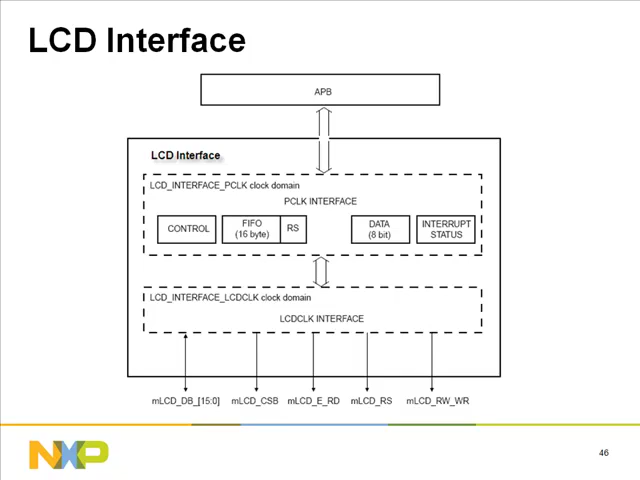 LCD Interface
APB
LCD Interface
LCD_INTERFACE_PCLK clock domain
PCLK INTERFACE
CONTROL
FIFO
(16 byte)
RS
DATA
(8 bit)
INTERRUPT
STATUS
LCD_INTERFACE_LCDCLK clock domain
LCDCLK INTERFACE
mLCD_DB_[15:0]
mLCD_CSB
mLCD_E_RD
mLCD_RS
mLCD_RW_WR
NXP
46